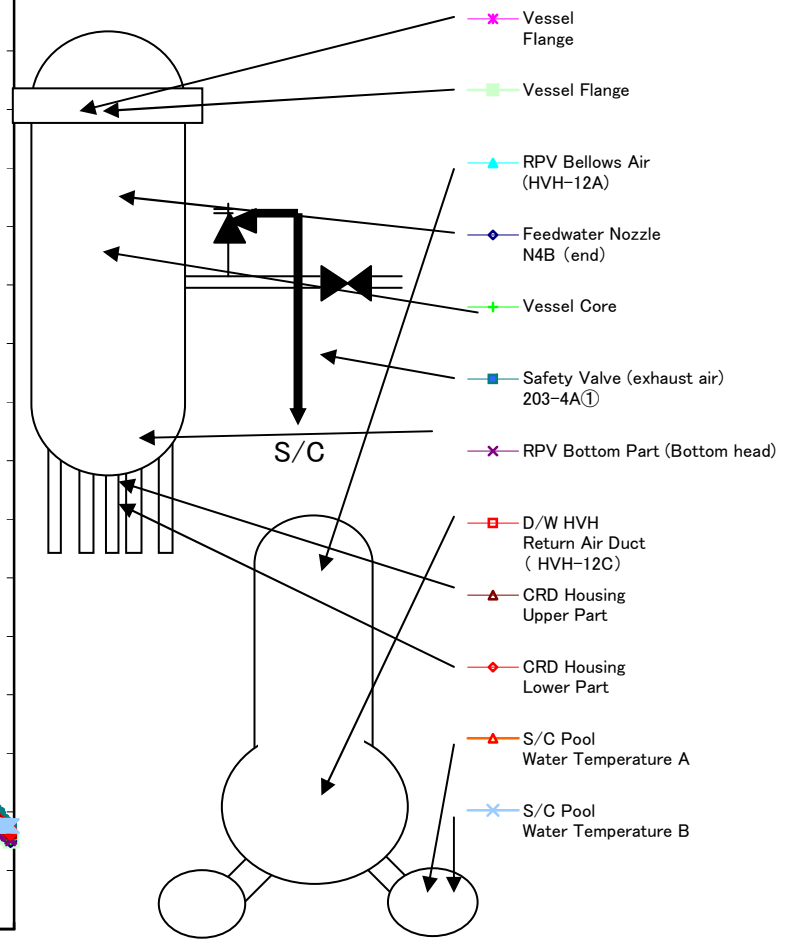 Vessel
Flange
Vessel Flange
RPV Bellows Air
(HVH-12A)
Feedwater Nozzle
N4B (end)
Vessel Core
Safety Valve (exhaust air)
203-4A①
S/C
RPV Bottom Part (Bottom head)
D/W HVH
Return Air Duct
( HVH-12C)
CRD Housing
Upper Part
CRD Housing
Lower Part
S/C Pool
Water Temperature A
S/C Pool
Water Temperature B